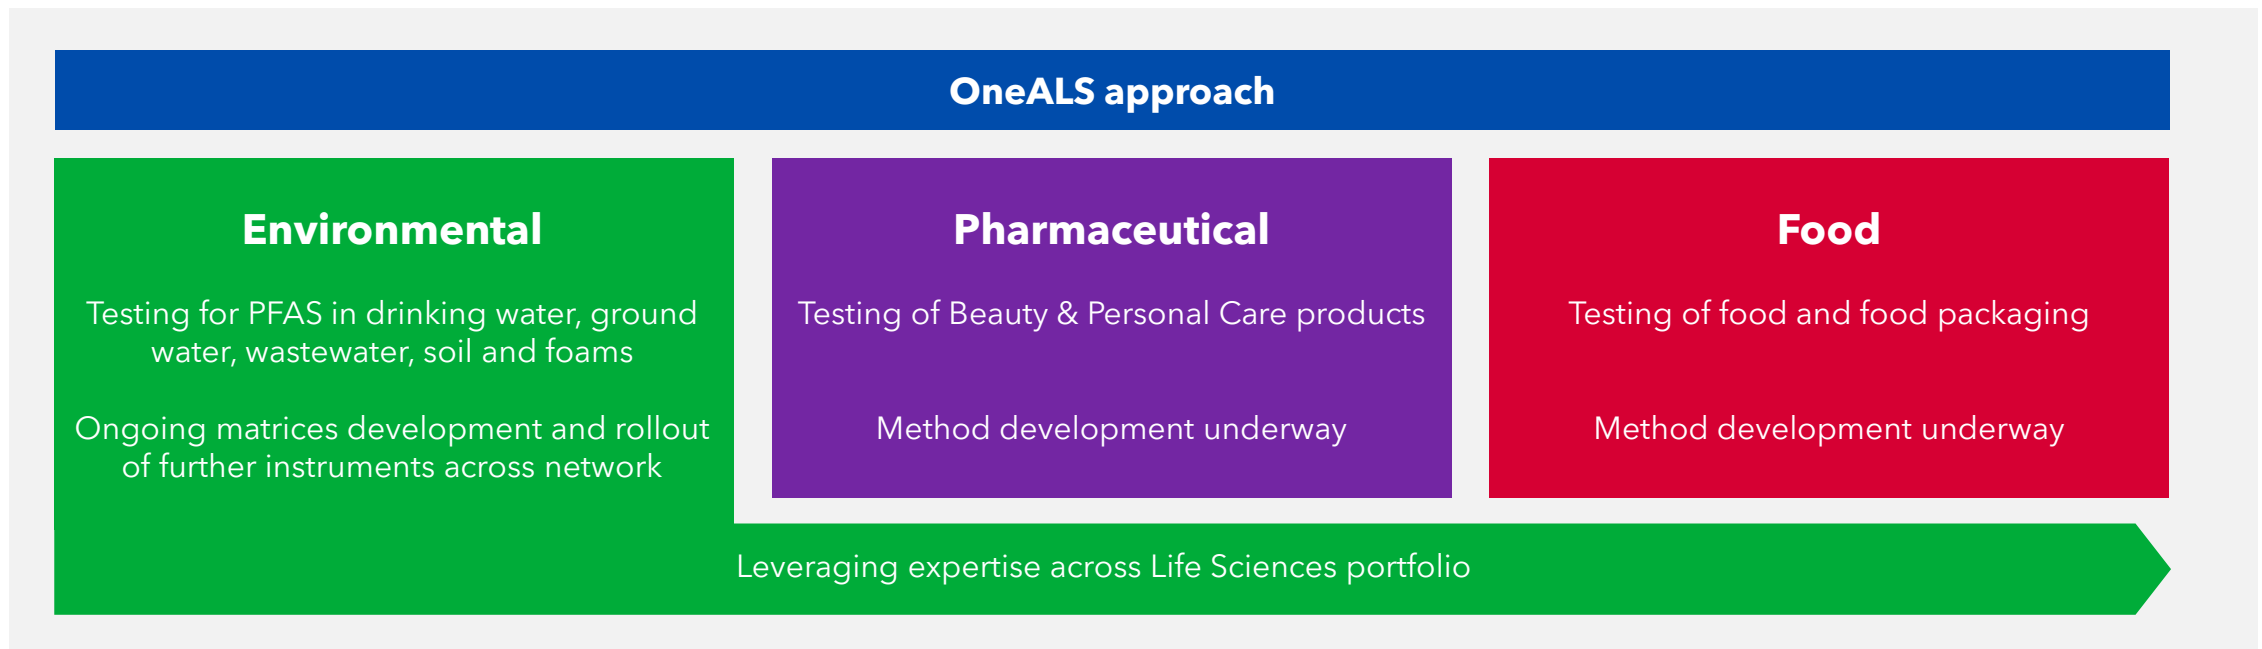 OneALS approach
Environmental
Testing for PFAS in drinking water, ground
water, wastewater, soil and foams
Ongoing matrices development and rollout
of further instruments across network
Pharmaceutical
Testing of Beauty & Personal Care products
Method development underway
Food
Testing of food and food packaging
Method development underway
Leveraging expertise across Life Sciences portfolio